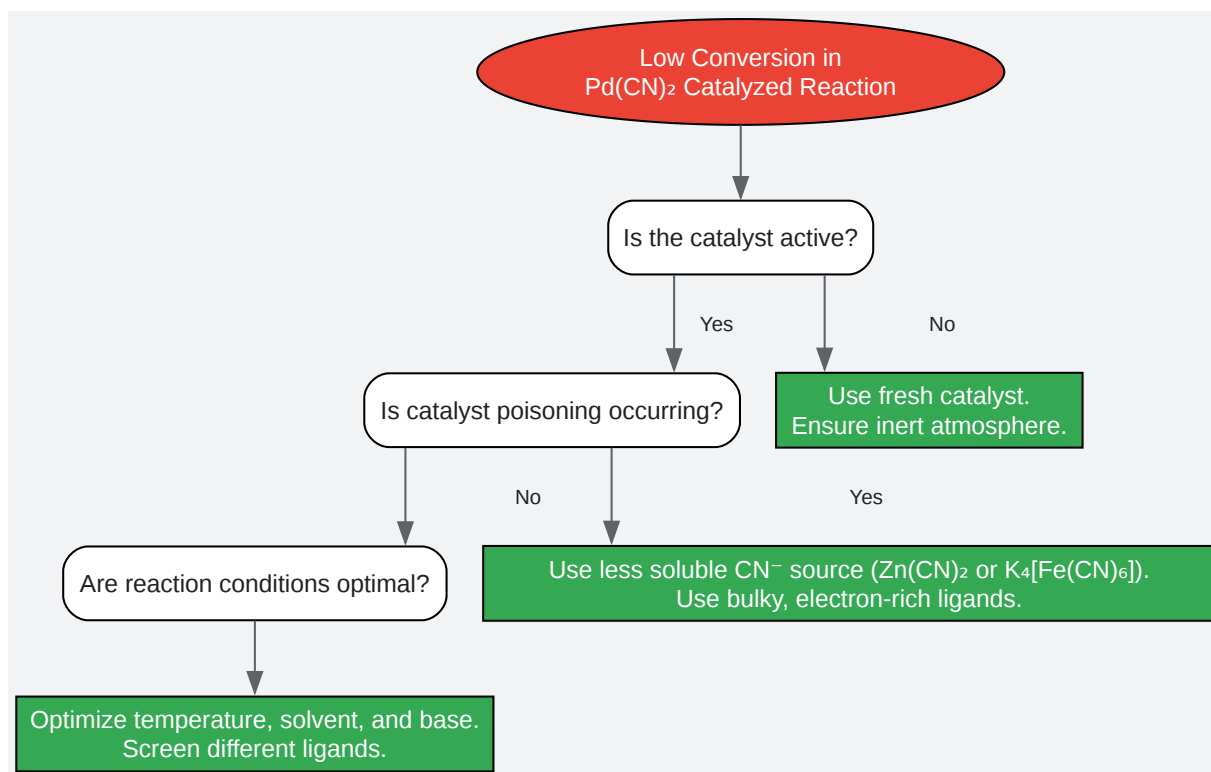 Low Conversion in
Pd(CN)₂ Catalyzed Reaction
Is the catalyst active?
Yes
No
Is catalyst poisoning occurring?
Use fresh catalyst.
Ensure inert atmosphere.
No
Yes
Are reaction conditions optimal?
Use less soluble CN⁻ source (Zn(CN)₂ or K₄[Fe(CN)₆]).
Use bulky, electron-rich ligands.
Optimize temperature, solvent, and base.
Screen different ligands.